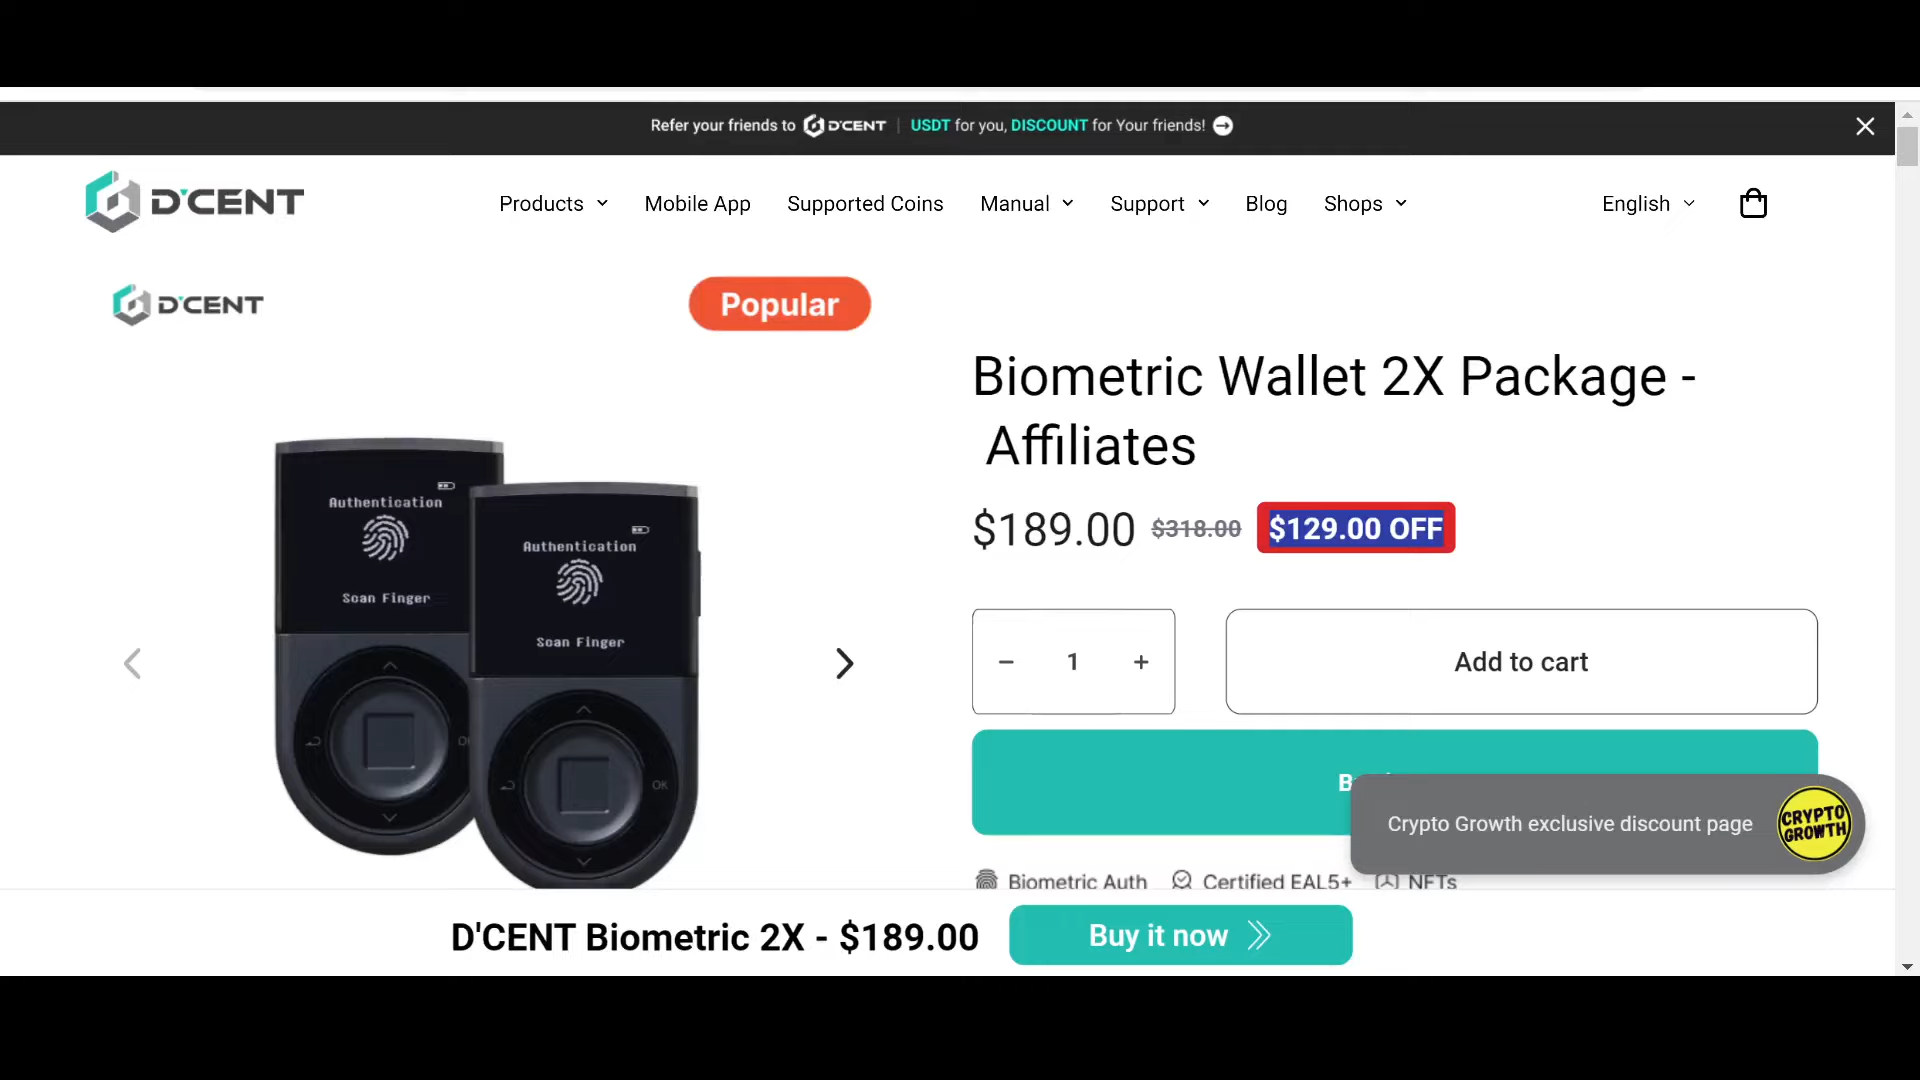 Refer your friends to D'CENT | USDT for you, DISCOUNT for Your friends!
D'CENT
Products Mobile App Supported Coins Manual Support Blog Shops English
D'CENT
Popular
Biometric Wallet 2X Package -
Affiliates
$189.00 $318.00 $129.00 OFF
Authentication
Scan Finger
Authentication
Scan Finger
OK
− 1 +
Add to cart
Crypto Growth exclusive discount page
CRYPTO
GROWTH
Biometric Auth Certified EAL5+ NFTs
D'CENT Biometric 2X - $189.00
Buy it now